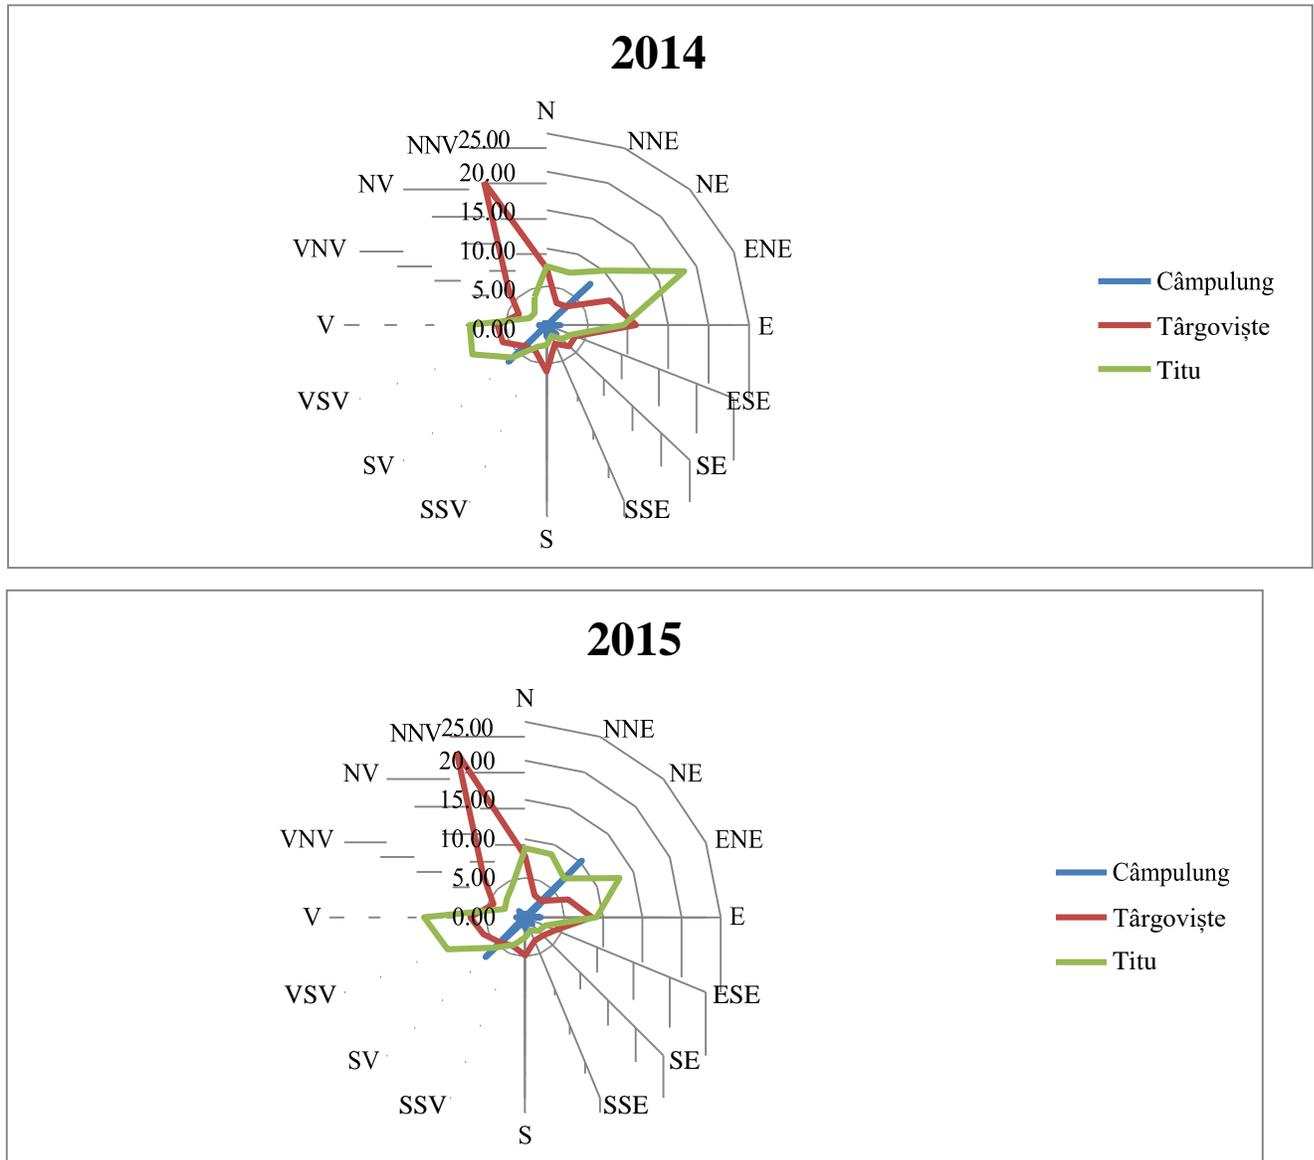 2014
N
NNV
25.00
NNE
NV
20.00
NE
15.00
VNV
10.00
ENE
5.00
V
0.00
E
VSV
ESE
SV
SE
SSV
SSE
S
Câmpulung
Târgoviște
Titu
2015
N
NNV
25.00
NNE
NV
20.00
NE
15.00
VNV
10.00
ENE
5.00
V
0.00
E
VSV
ESE
SV
SE
SSV
SSE
S
Câmpulung
Târgoviște
Titu